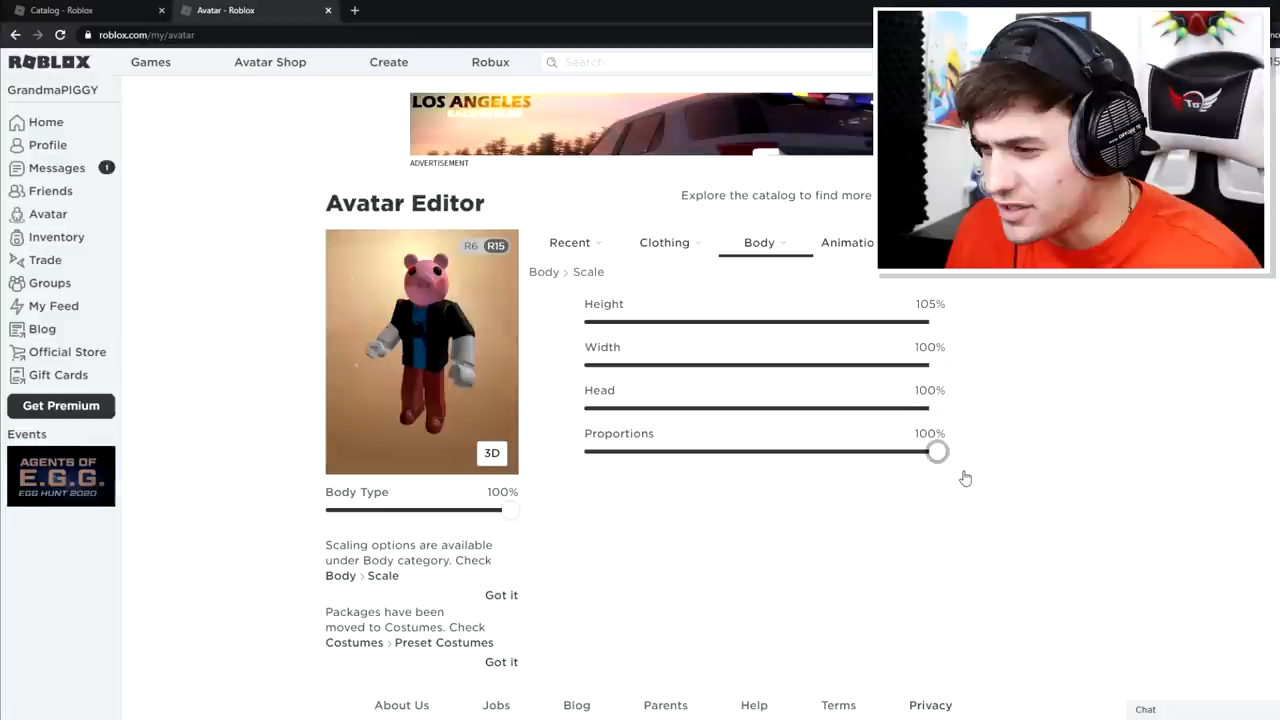 Catalog - Roblox
Avatar - Roblox
roblox.com/my/avatar
ROBLOX
Games
Avatar Shop
Create
Robux
Search
GrandmaPIGGY
Home
Profile
Messages 1
Friends
Avatar
Inventory
Trade
Groups
My Feed
Blog
Official Store
Gift Cards
Get Premium
Events
AGENTS OF
E.G.G.
EGG HUNT 2020
LOS ANGELES
ADVERTISEMENT
Avatar Editor
Explore the catalog to find more
R6 R15
3D
Recent
Clothing
Body
Animatio
Body > Scale
Height 105%
Width 100%
Head 100%
Proportions 100%
Body Type 100%
Scaling options are available
under Body category. Check
Body > Scale
Got it
Packages have been
moved to Costumes. Check
Costumes > Preset Costumes
Got it
About Us
Jobs
Blog
Parents
Help
Terms
Privacy
Chat